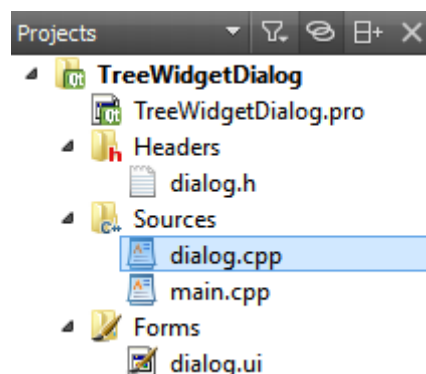 Projects
TreeWidgetDialog
TreeWidgetDialog.pro
Headers
dialog.h
Sources
dialog.cpp
main.cpp
Forms
dialog.ui